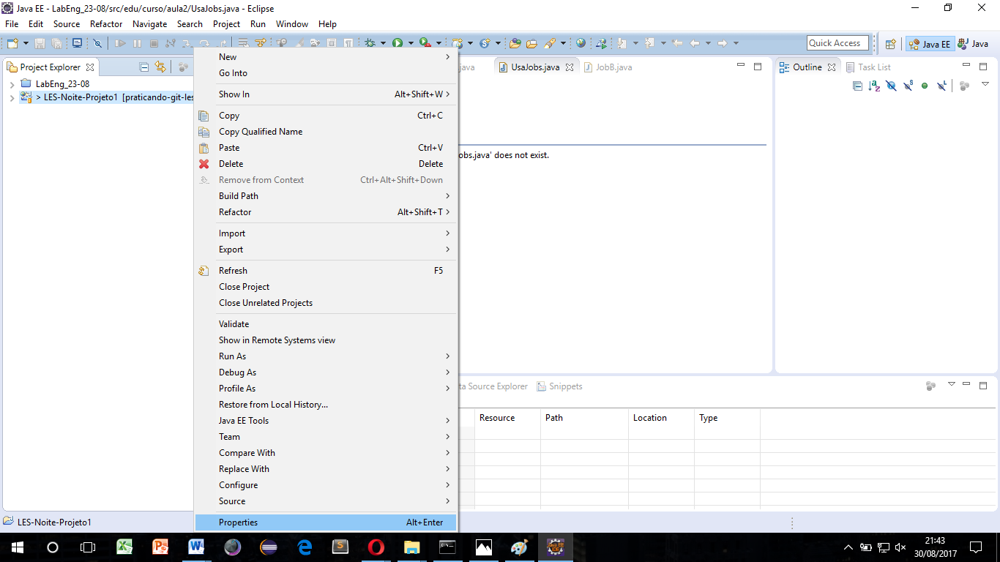 Java EE - LabEng_23-08/src/edu/curso/aula2/UsaJobs.java - Eclipse
File Edit Source Refactor Navigate Search Project Run Window Help
Quick Access Java EE Java
Project Explorer
LabEng_23-08
> LES-Noite-Projeto1 [praticando-git-les
New
Go Into
Show In Alt+Shift+W
Copy Ctrl+C
Copy Qualified Name
Paste Ctrl+V
Delete Delete
Remove from Context Ctrl+Alt+Shift+Down
Build Path
Refactor Alt+Shift+T
Import
Export
Refresh F5
Close Project
Close Unrelated Projects
Validate
Show in Remote Systems view
Run As
Debug As
Profile As
Restore from Local History...
Java EE Tools
Team
Compare With
Replace With
Configure
Source
Properties Alt+Enter
java UsaJobs.java JobB.java
obs.java' does not exist.
Outline Task List
ta Source Explorer Snippets
Resource Path Location Type
LES-Noite-Projeto1
21:43
30/08/2017